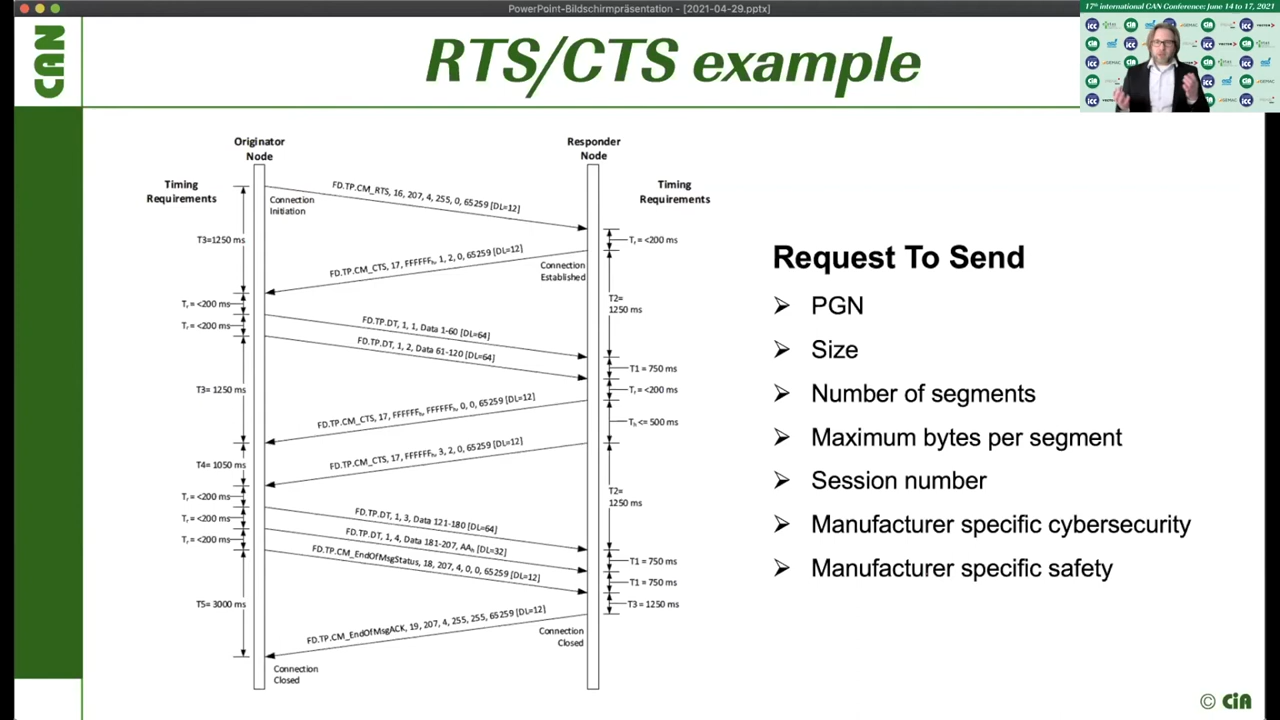 PowerPoint-Bildschirmpräsentation - [2021-04-29.pptx]
17th international CAN Conference: June 14 to 17, 2021
CAN
RTS/CTS example
Originator
Node
Responder
Node
Timing
Requirements
Timing
Requirements
Connection
Initiation
FD.TP.CM_RTS, 16, 207, 4, 255, 0, 65259 [DL=12]
T3=1250 ms
Tr = <200 ms
FD.TP.CM_CTS, 17, FFFFFFh, 1, 2, 0, 65259 [DL=12]
Connection
Established
T2=
1250 ms
Tr = <200 ms
Tr = <200 ms
FD.TP.DT, 1, 1, Data 1-60 [DL=64]
FD.TP.DT, 1, 2, Data 61-120 [DL=64]
T1 = 750 ms
Tr = <200 ms
T3= 1250 ms
FD.TP.CM_CTS, 17, FFFFFFh, FFFFFFh, 0, 0, 65259 [DL=12]
Th <= 500 ms
FD.TP.CM_CTS, 17, FFFFFFh, 3, 2, 0, 65259 [DL=12]
T4= 1050 ms
T2=
1250 ms
Tr = <200 ms
Tr = <200 ms
Tr = <200 ms
FD.TP.DT, 1, 3, Data 121-180 [DL=64]
FD.TP.DT, 1, 4, Data 181-207, AAh [DL=32]
FD.TP.CM_EndOfMsgStatus, 18, 207, 4, 0, 0, 65259 [DL=12]
T1 = 750 ms
T1 = 750 ms
T3 = 1250 ms
T5= 3000 ms
FD.TP.CM_EndOfMsgACK, 19, 207, 4, 255, 255, 65259 [DL=12]
Connection
Closed
Connection
Closed
Request To Send
➢ PGN
➢ Size
➢ Number of segments
➢ Maximum bytes per segment
➢ Session number
➢ Manufacturer specific cybersecurity
➢ Manufacturer specific safety
© CiA